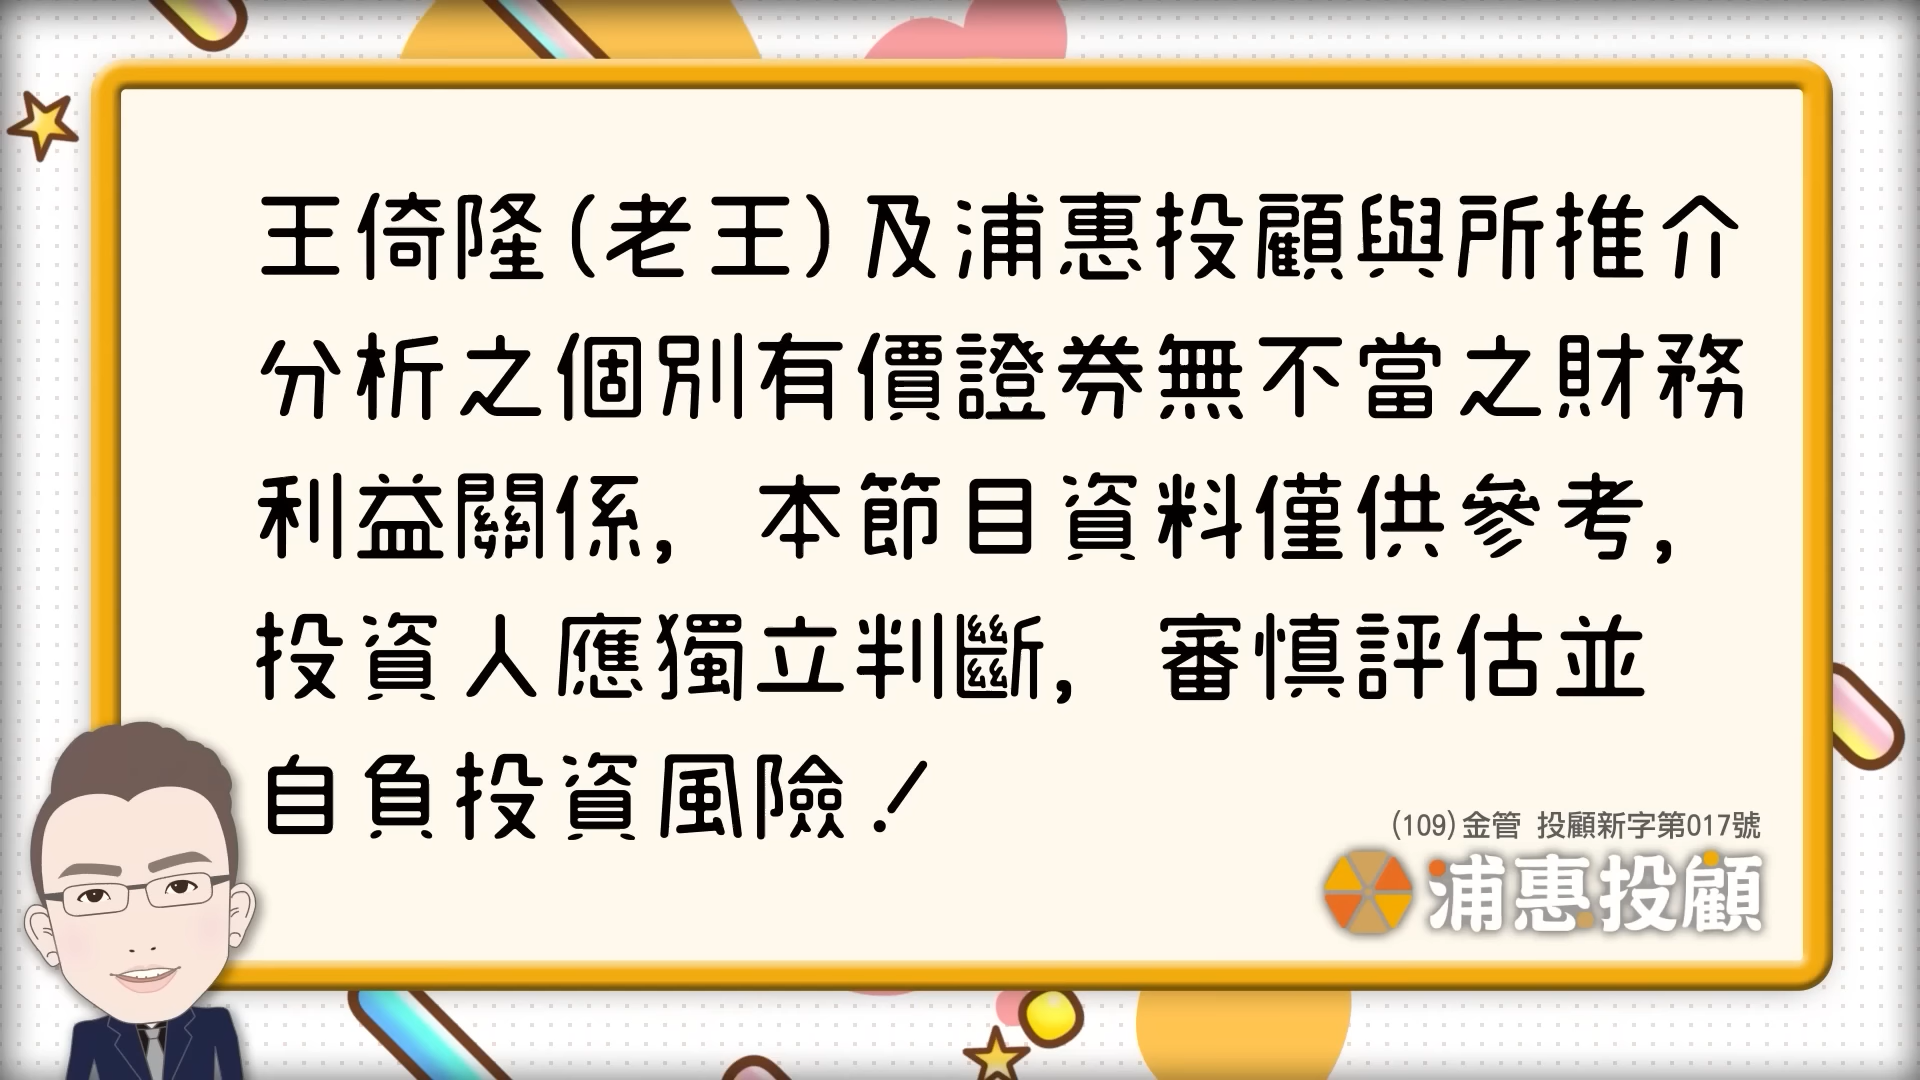 王倚隆(老王)及浦惠投顧與所推介
分析之個別有價證券無不當之財務
利益關係, 本節目資料僅供參考,
投資人應獨立判斷, 審慎評估並
自負投資風險!
(109)金管 投顧新字第017號
浦惠投顧